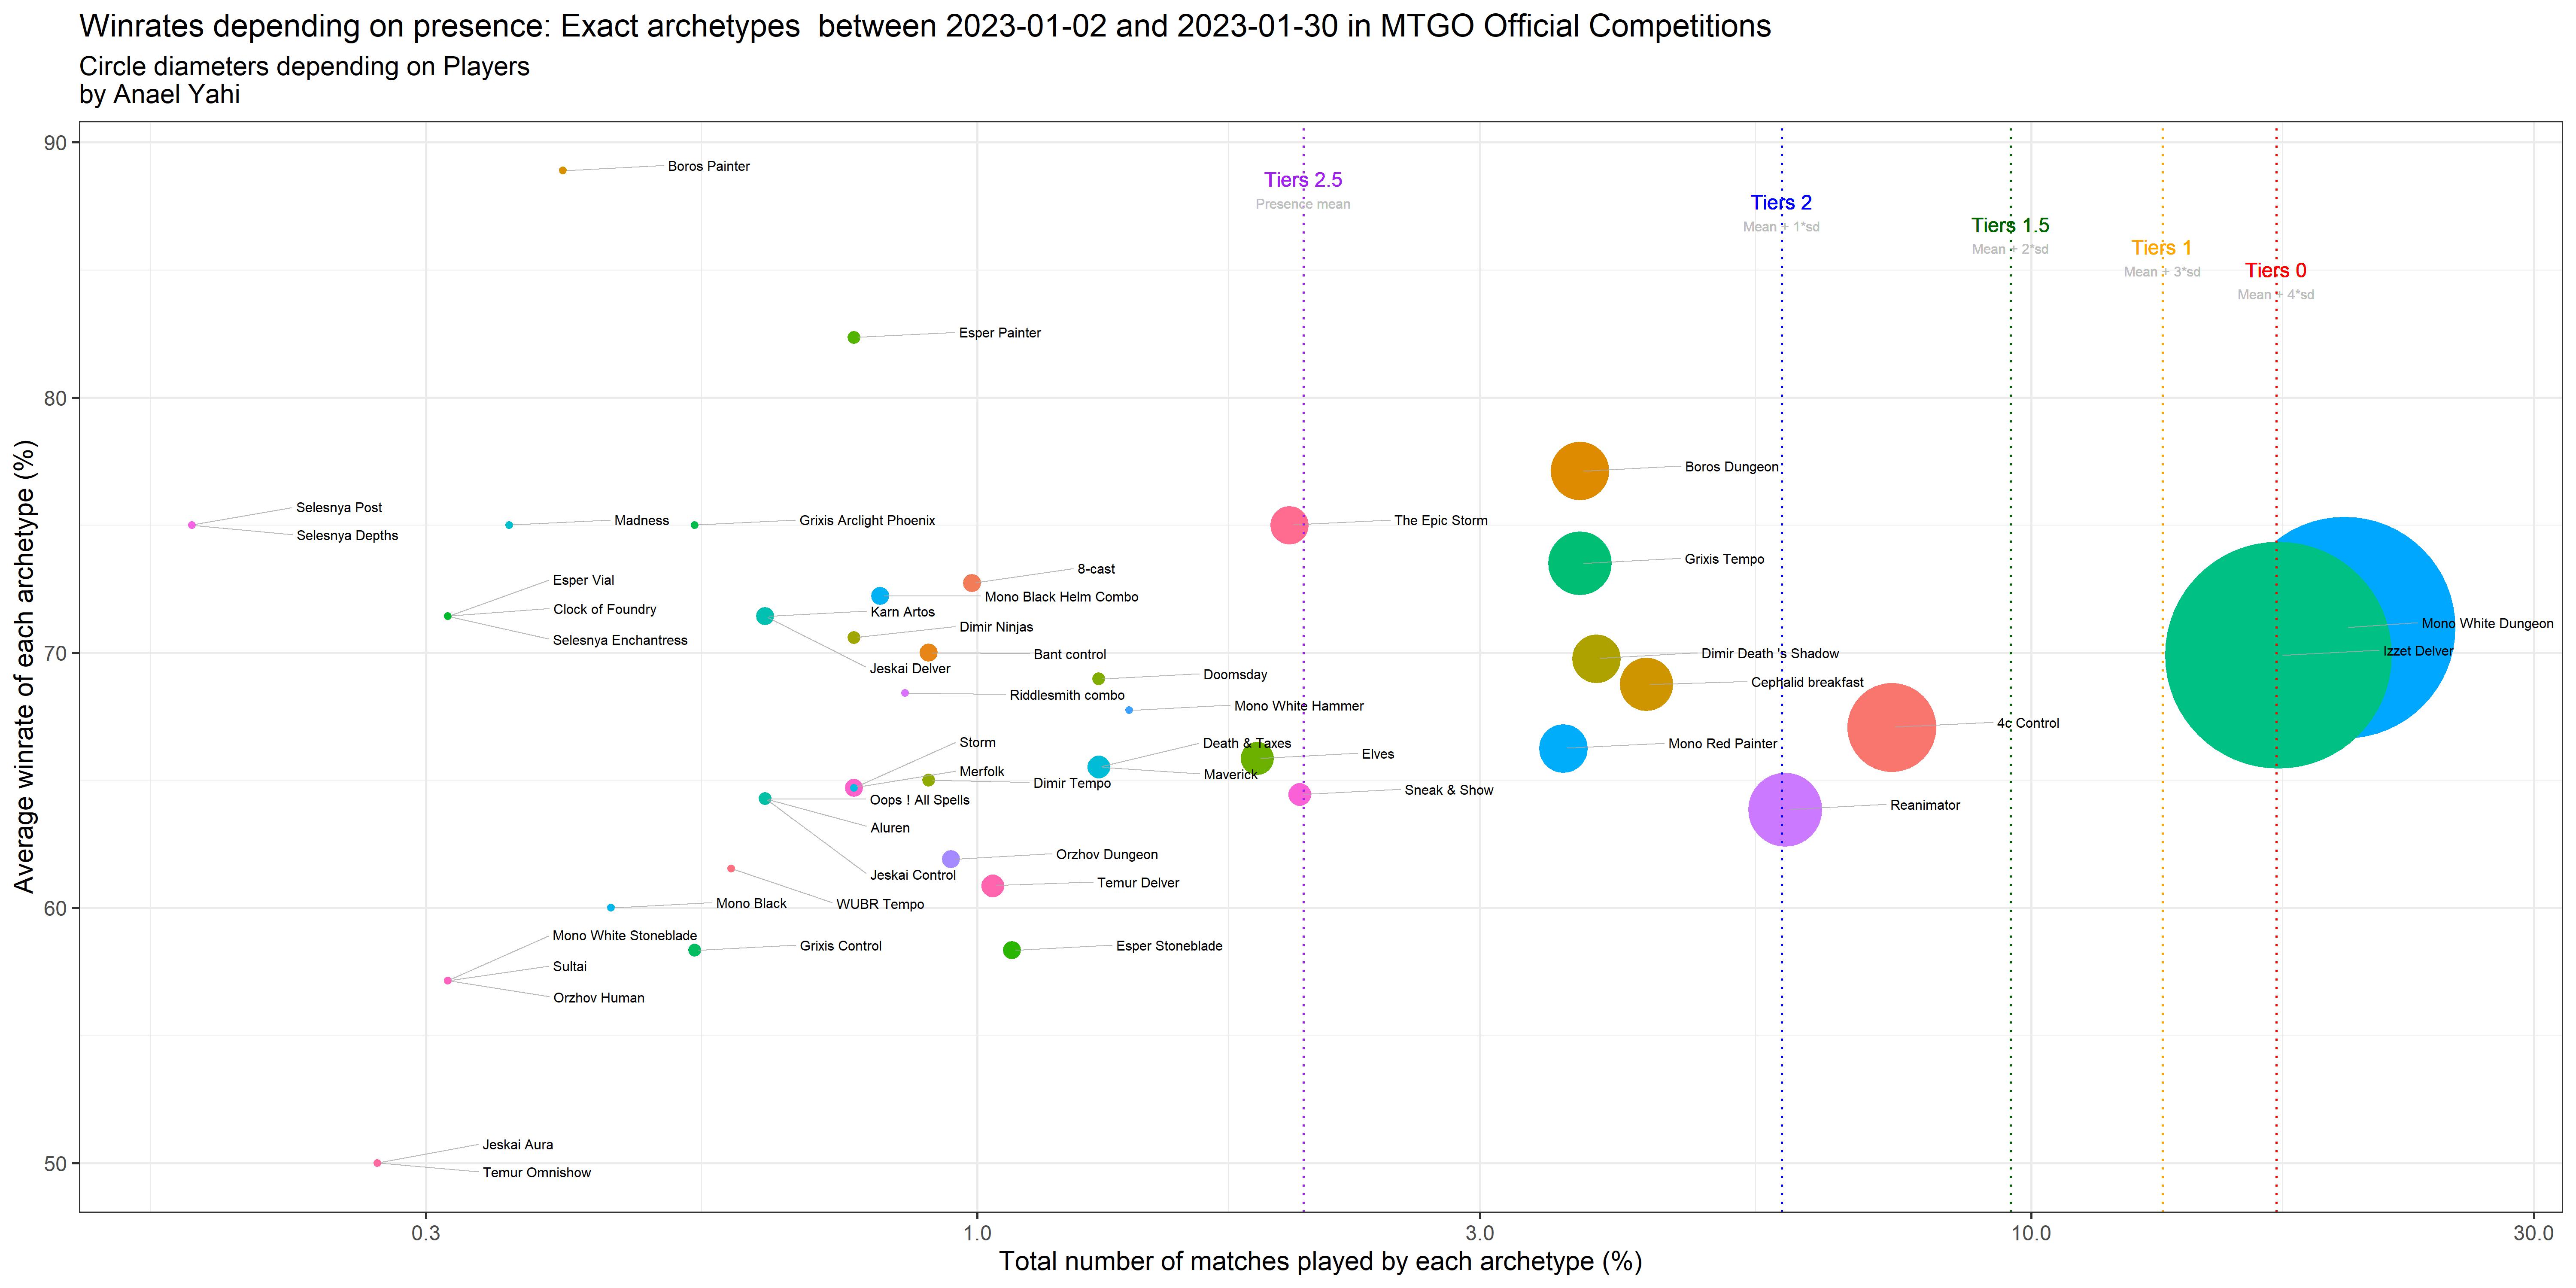 Winrates depending on presence: Exact archetypes  between 2023-01-02 and 2023-01-30 in MTGO Official Competitions
Circle diameters depending on Players
by Anael Yahi
Average winrate of each archetype (%)
90
80
70
60
50
Boros Painter
Tiers 2.5
Presence mean
Tiers 2
Mean + 1*sd
Tiers 1.5
Mean + 2*sd
Tiers 1
Mean + 3*sd
Tiers 0
Mean + 4*sd
Esper Painter
Boros Dungeon
Selesnya Post
Selesnya Depths
Madness
Grixis Arclight Phoenix
The Epic Storm
Grixis Tempo
8-cast
Esper Vial
Clock of Foundry
Selesnya Enchantress
Mono Black Helm Combo
Karn Artos
Dimir Ninjas
Mono White Dungeon
Izzet Delver
Bant control
Jeskai Delver
Dimir Death 's Shadow
Doomsday
Cephalid breakfast
Riddlesmith combo
Mono White Hammer
4c Control
Storm
Death & Taxes
Mono Red Painter
Elves
Merfolk
Maverick
Dimir Tempo
Sneak & Show
Oops ! All Spells
Reanimator
Aluren
Orzhov Dungeon
Jeskai Control
Temur Delver
Mono Black
WUBR Tempo
Mono White Stoneblade
Grixis Control
Esper Stoneblade
Sultai
Orzhov Human
Jeskai Aura
Temur Omnishow
0.3
1.0
3.0
10.0
30.0
Total number of matches played by each archetype (%)